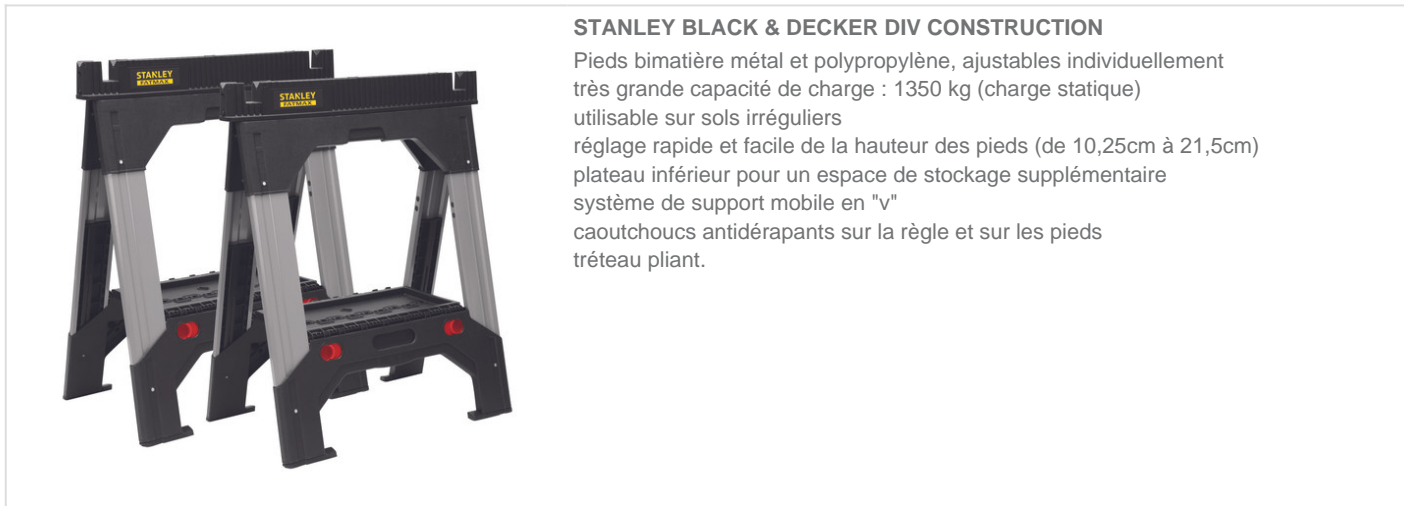 STANLEY BLACK & DECKER DIV CONSTRUCTION
Pieds bimatière métal et polypropylène, ajustables individuellement
très grande capacité de charge : 1350 kg (charge statique)
utilisable sur sols irréguliers
réglage rapide et facile de la hauteur des pieds (de 10,25cm à 21,5cm)
plateau inférieur pour un espace de stockage supplémentaire
système de support mobile en "v"
caoutchoucs antidérapants sur la règle et sur les pieds
tréteau pliant.
STANLEY
FATMAX
STANLEY
FATMAX